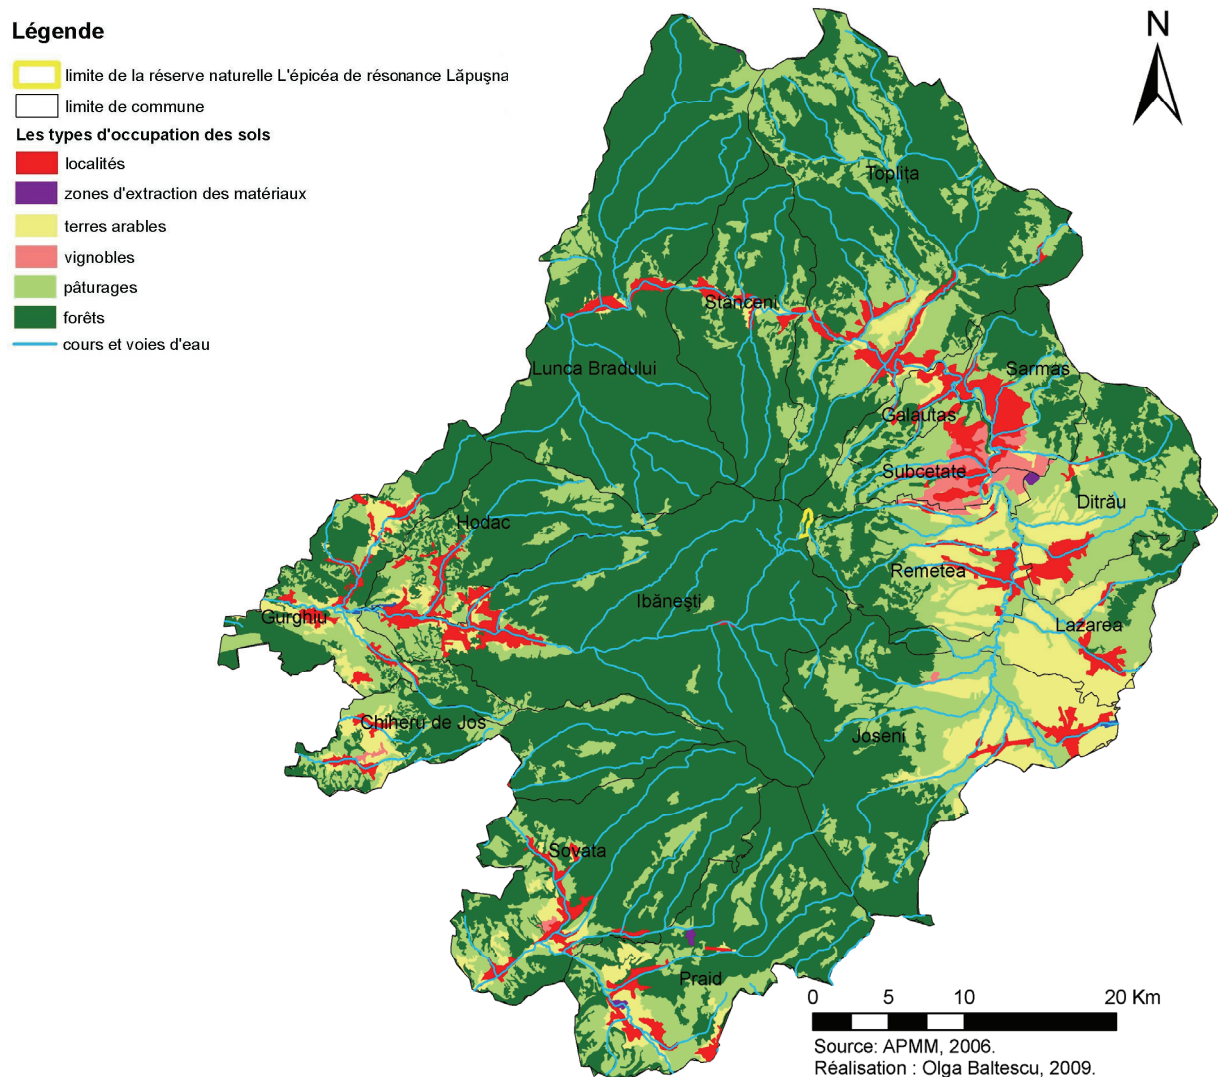 Légende
limite de la réserve naturelle L'épicéa de résonance Lăpuşna
limite de commune
Les types d'occupation des sols
localités
zones d'extraction des matériaux
terres arables
vignobles
pâturages
forêts
cours et voies d'eau
N
Topliţa
Stânceni
Lunca Bradului
Sarmas
Galautas
Subcetate
Ditrău
Hodac
Remetea
Ibăneşti
Gurghiu
Lazarea
Chiheru de Jos
Joseni
Sovata
Praid
0 5 10 20 Km
Source: APMM, 2006.
Réalisation : Olga Baltescu, 2009.